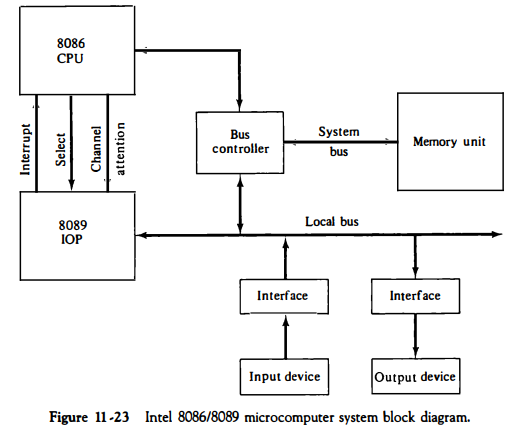 8086
CPU
Interrupt
Select
Channel
attention
Bus
controller
System
bus
Memory unit
8089
IOP
Local bus
Interface
Interface
Input device
Output device
Figure 11-23 Intel 8086/8089 microcomputer system block diagram.